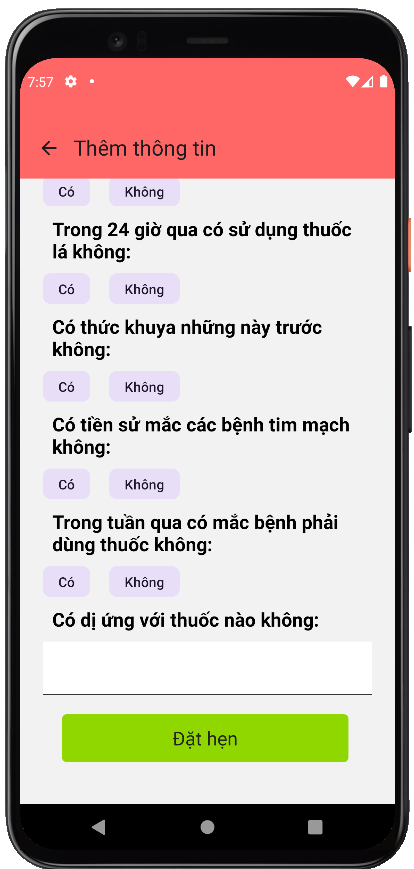 7:57
Thêm thông tin
Có Không
Trong 24 giờ qua có sử dụng thuốc
lá không:
Có Không
Có thức khuya những này trước
không:
Có Không
Có tiền sử mắc các bệnh tim mạch
không:
Có Không
Trong tuần qua có mắc bệnh phải
dùng thuốc không:
Có Không
Có dị ứng với thuốc nào không:
Đặt hẹn